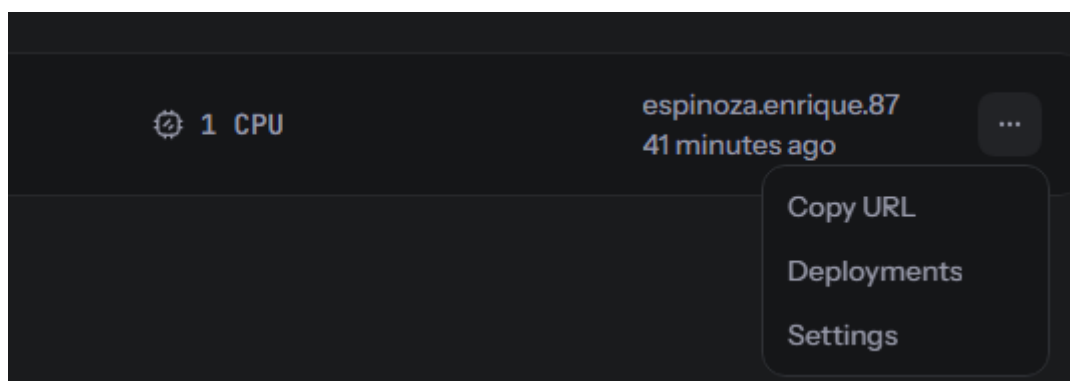 1 CPU
espinoza.enrique.87
41 minutes ago
...
Copy URL
Deployments
Settings